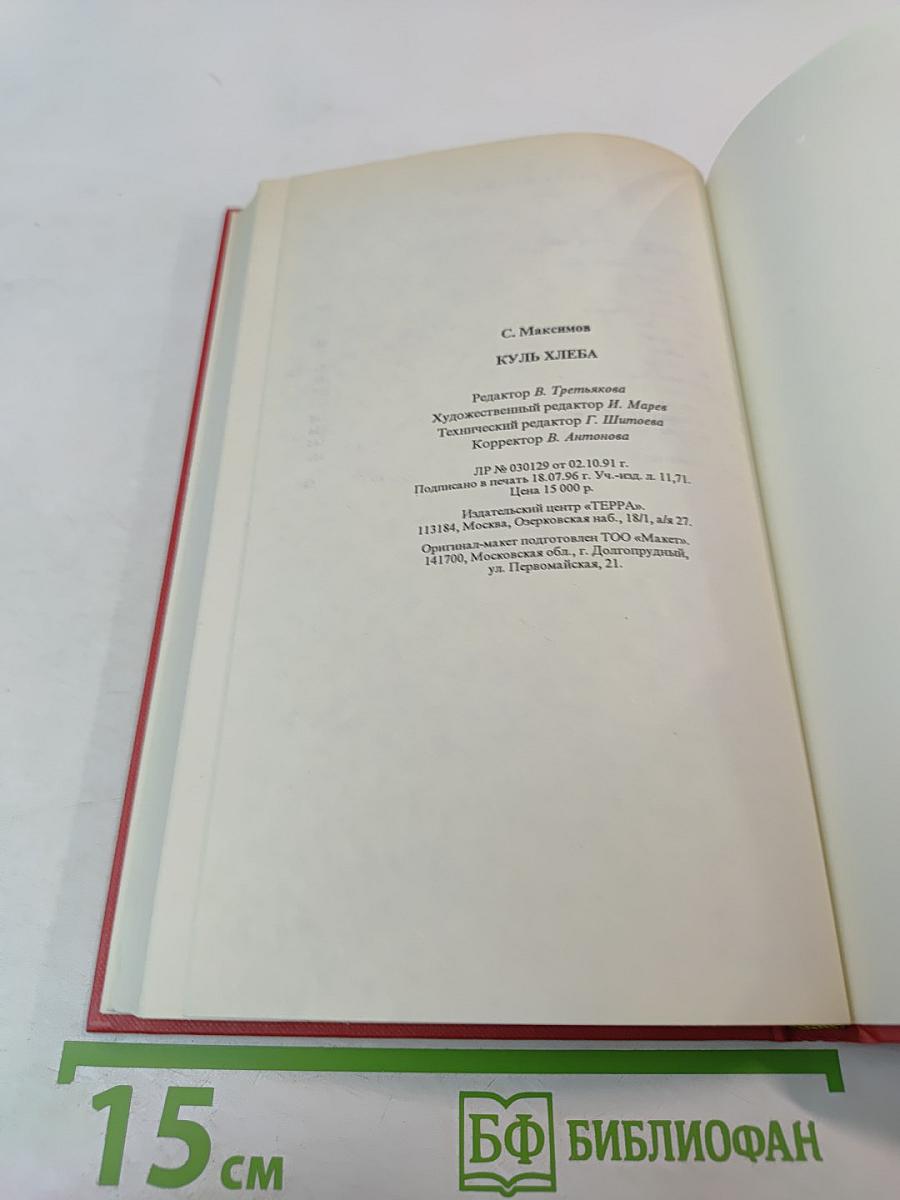 С. Максимов
КУЛЬ ХЛЕБА
Редактор В. Третьякова
Художественный редактор И. Марев
Технический редактор Г. Шитоева
Корректор В. Антонова
ЛР № 030129 от 02.10.91 г.
Подписано в печать 18.07.96 г. Уч.-изд. л. 11,71.
Цена 15 000 р.
Издательский центр «ТЕРРА».
113184, Москва, Озерковская наб., 18/1, а/я 27.
Оригинал-макет подготовлен ТОО «Макет».
141700, Московская обл., г. Долгопрудный,
ул. Первомайская, 21.
15 см
БФ БИБЛИОФАН